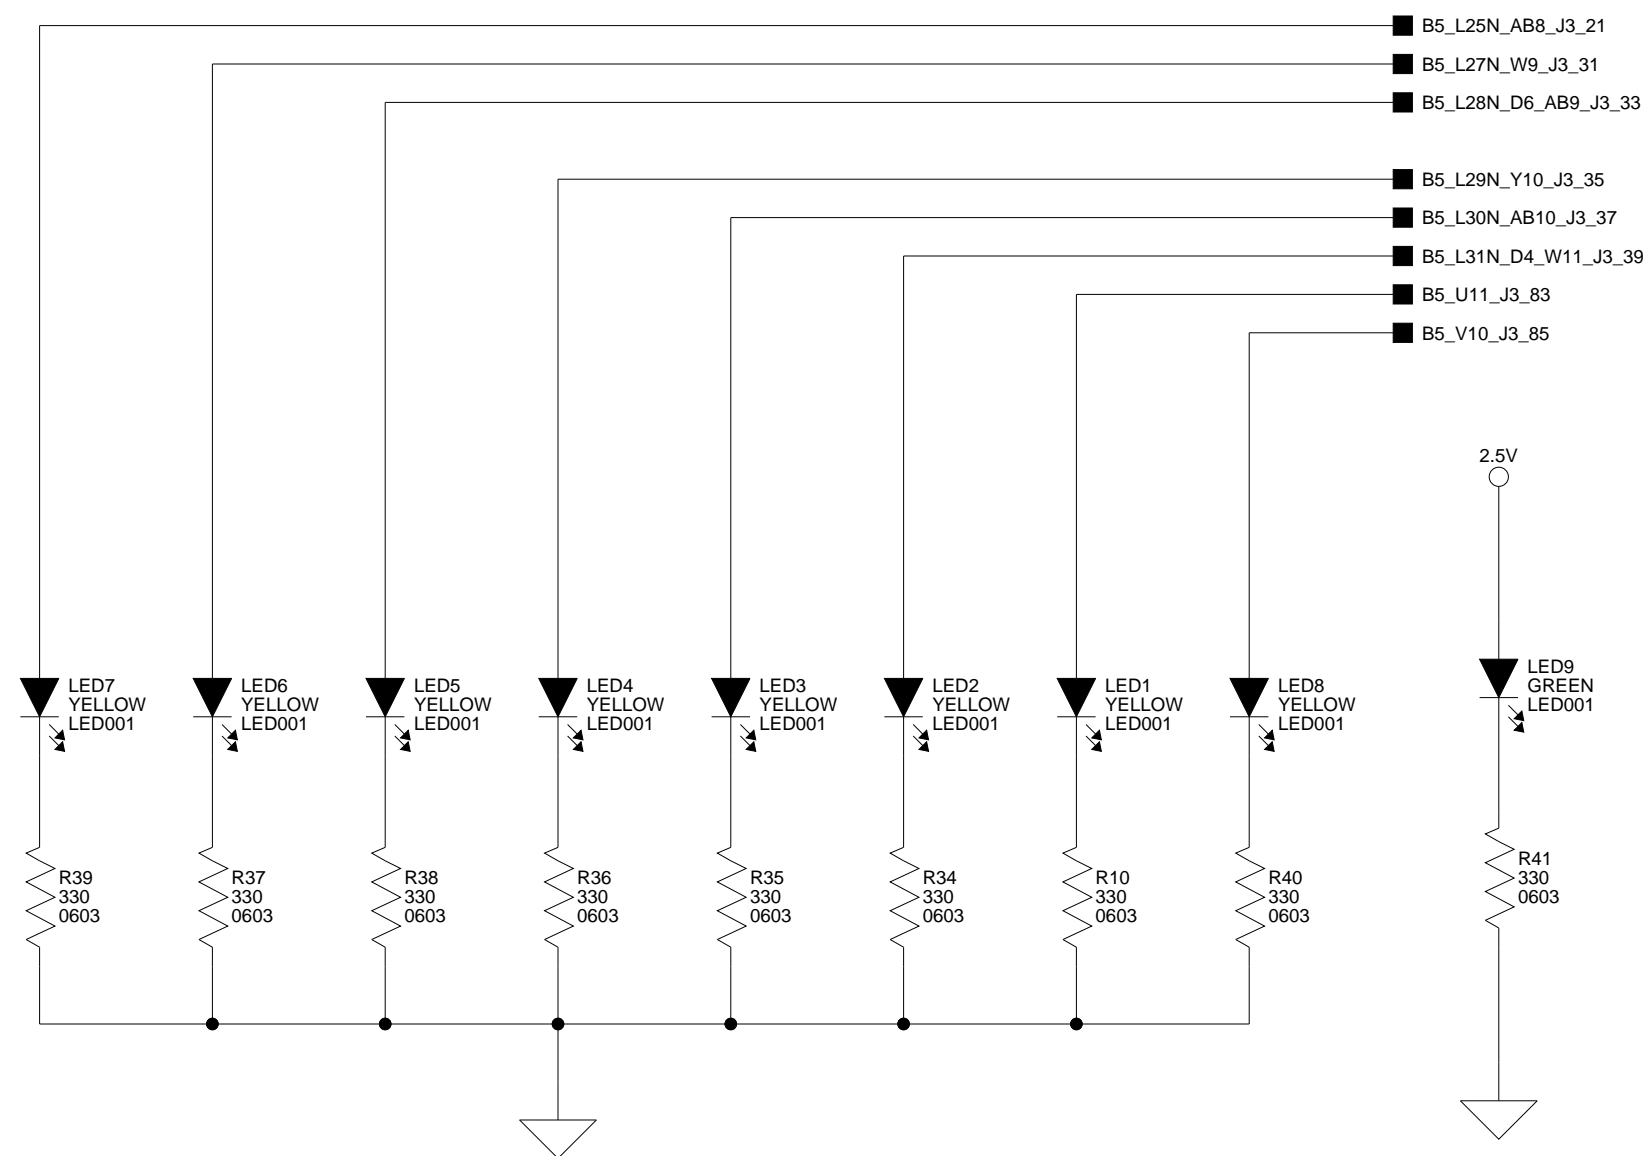 B5_L25N_AB8_J3_21
B5_L27N_W9_J3_31
B5_L28N_D6_AB9_J3_33
B5_L29N_Y10_J3_35
B5_L30N_AB10_J3_37
B5_L31N_D4_W11_J3_39
B5_U11_J3_83
B5_V10_J3_85
2.5V
LED7
YELLOW
LED001
LED6
YELLOW
LED001
LED5
YELLOW
LED001
LED4
YELLOW
LED001
LED3
YELLOW
LED001
LED2
YELLOW
LED001
LED1
YELLOW
LED001
LED8
YELLOW
LED001
LED9
GREEN
LED001
R39
330
0603
R37
330
0603
R38
330
0603
R36
330
0603
R35
330
0603
R34
330
0603
R10
330
0603
R40
330
0603
R41
330
0603